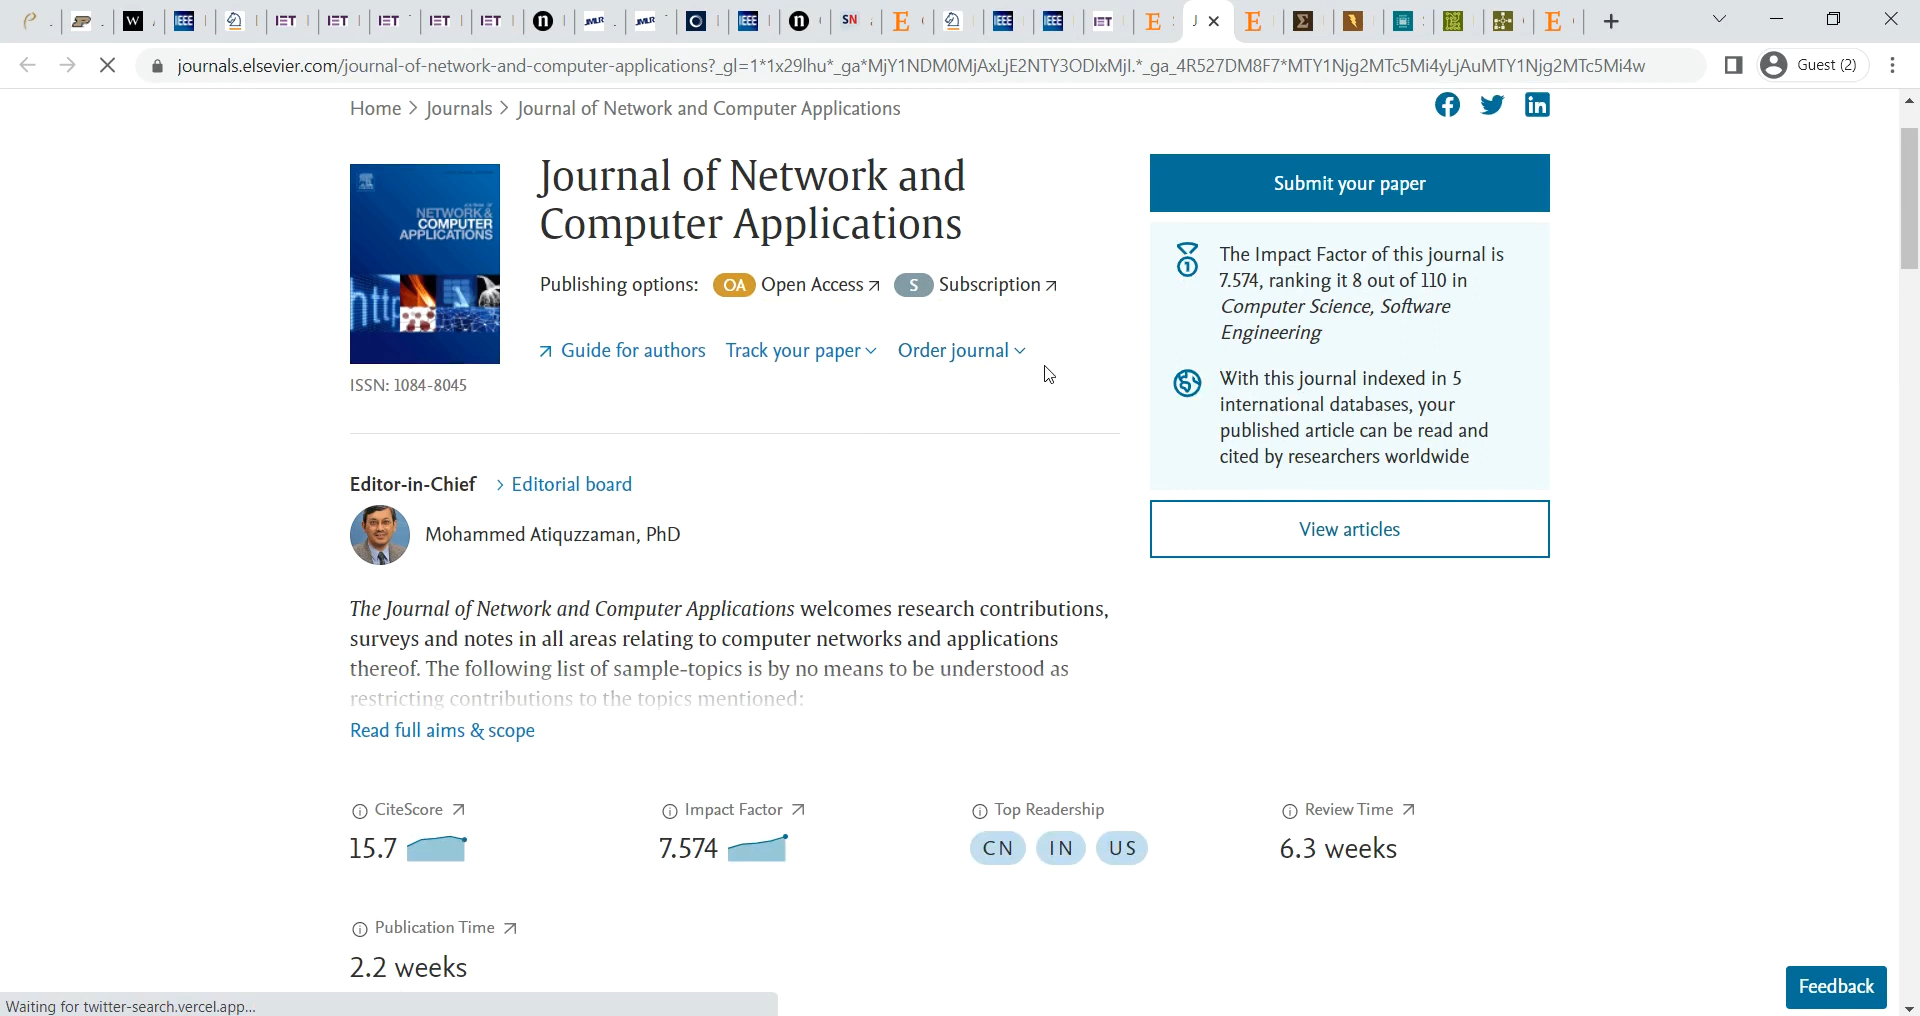 journals.elsevier.com/journal-of-network-and-computer-applications?_gl=1*1x29lhu*_ga*MjY1NDM0MjAxLjE2NTY3ODIxMjI.*_ga_4R527DM8F7*MTY1Njg2MTc5Mi4yLjAuMTY1Njg2MTc5Mi4w
Guest (2)
Home > Journals > Journal of Network and Computer Applications
NETWORK &
COMPUTER
APPLICATIONS
http
ISSN: 1084-8045
Journal of Network and
Computer Applications
Publishing options: OA Open Access S Subscription
Guide for authors Track your paper Order journal
Submit your paper
The Impact Factor of this journal is
7.574, ranking it 8 out of 110 in
Computer Science, Software
Engineering
With this journal indexed in 5
international databases, your
published article can be read and
cited by researchers worldwide
View articles
Editor-in-Chief > Editorial board
Mohammed Atiquzzaman, PhD
The Journal of Network and Computer Applications welcomes research contributions,
surveys and notes in all areas relating to computer networks and applications
thereof. The following list of sample-topics is by no means to be understood as
restricting contributions to the topics mentioned:
Read full aims & scope
CiteScore
15.7
Impact Factor
7.574
Top Readership
CN IN US
Review Time
6.3 weeks
Publication Time
2.2 weeks
Feedback
Waiting for twitter-search.vercel.app...